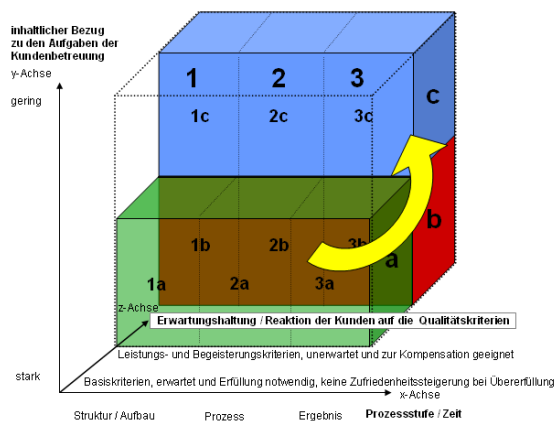 inhaltlicher Bezug
zu den Aufgaben der
Kundenbetreuung
y-Achse
gering
1 2 3
c
1c 2c 3c
b
a
1b 2b 3b
1a 2a 3a
z-Achse
Erwartungshaltung / Reaktion der Kunden auf die Qualitätskriterien
Leistungs- und Begeisterungskriterien, unerwartet und zur Kompensation geeignet
stark
Basiskriterien, erwartet und Erfüllung notwendig, keine Zufriedenheitssteigerung bei Übererfüllung
x-Achse
Struktur / Aufbau Prozess Ergebnis Prozessstufe / Zeit